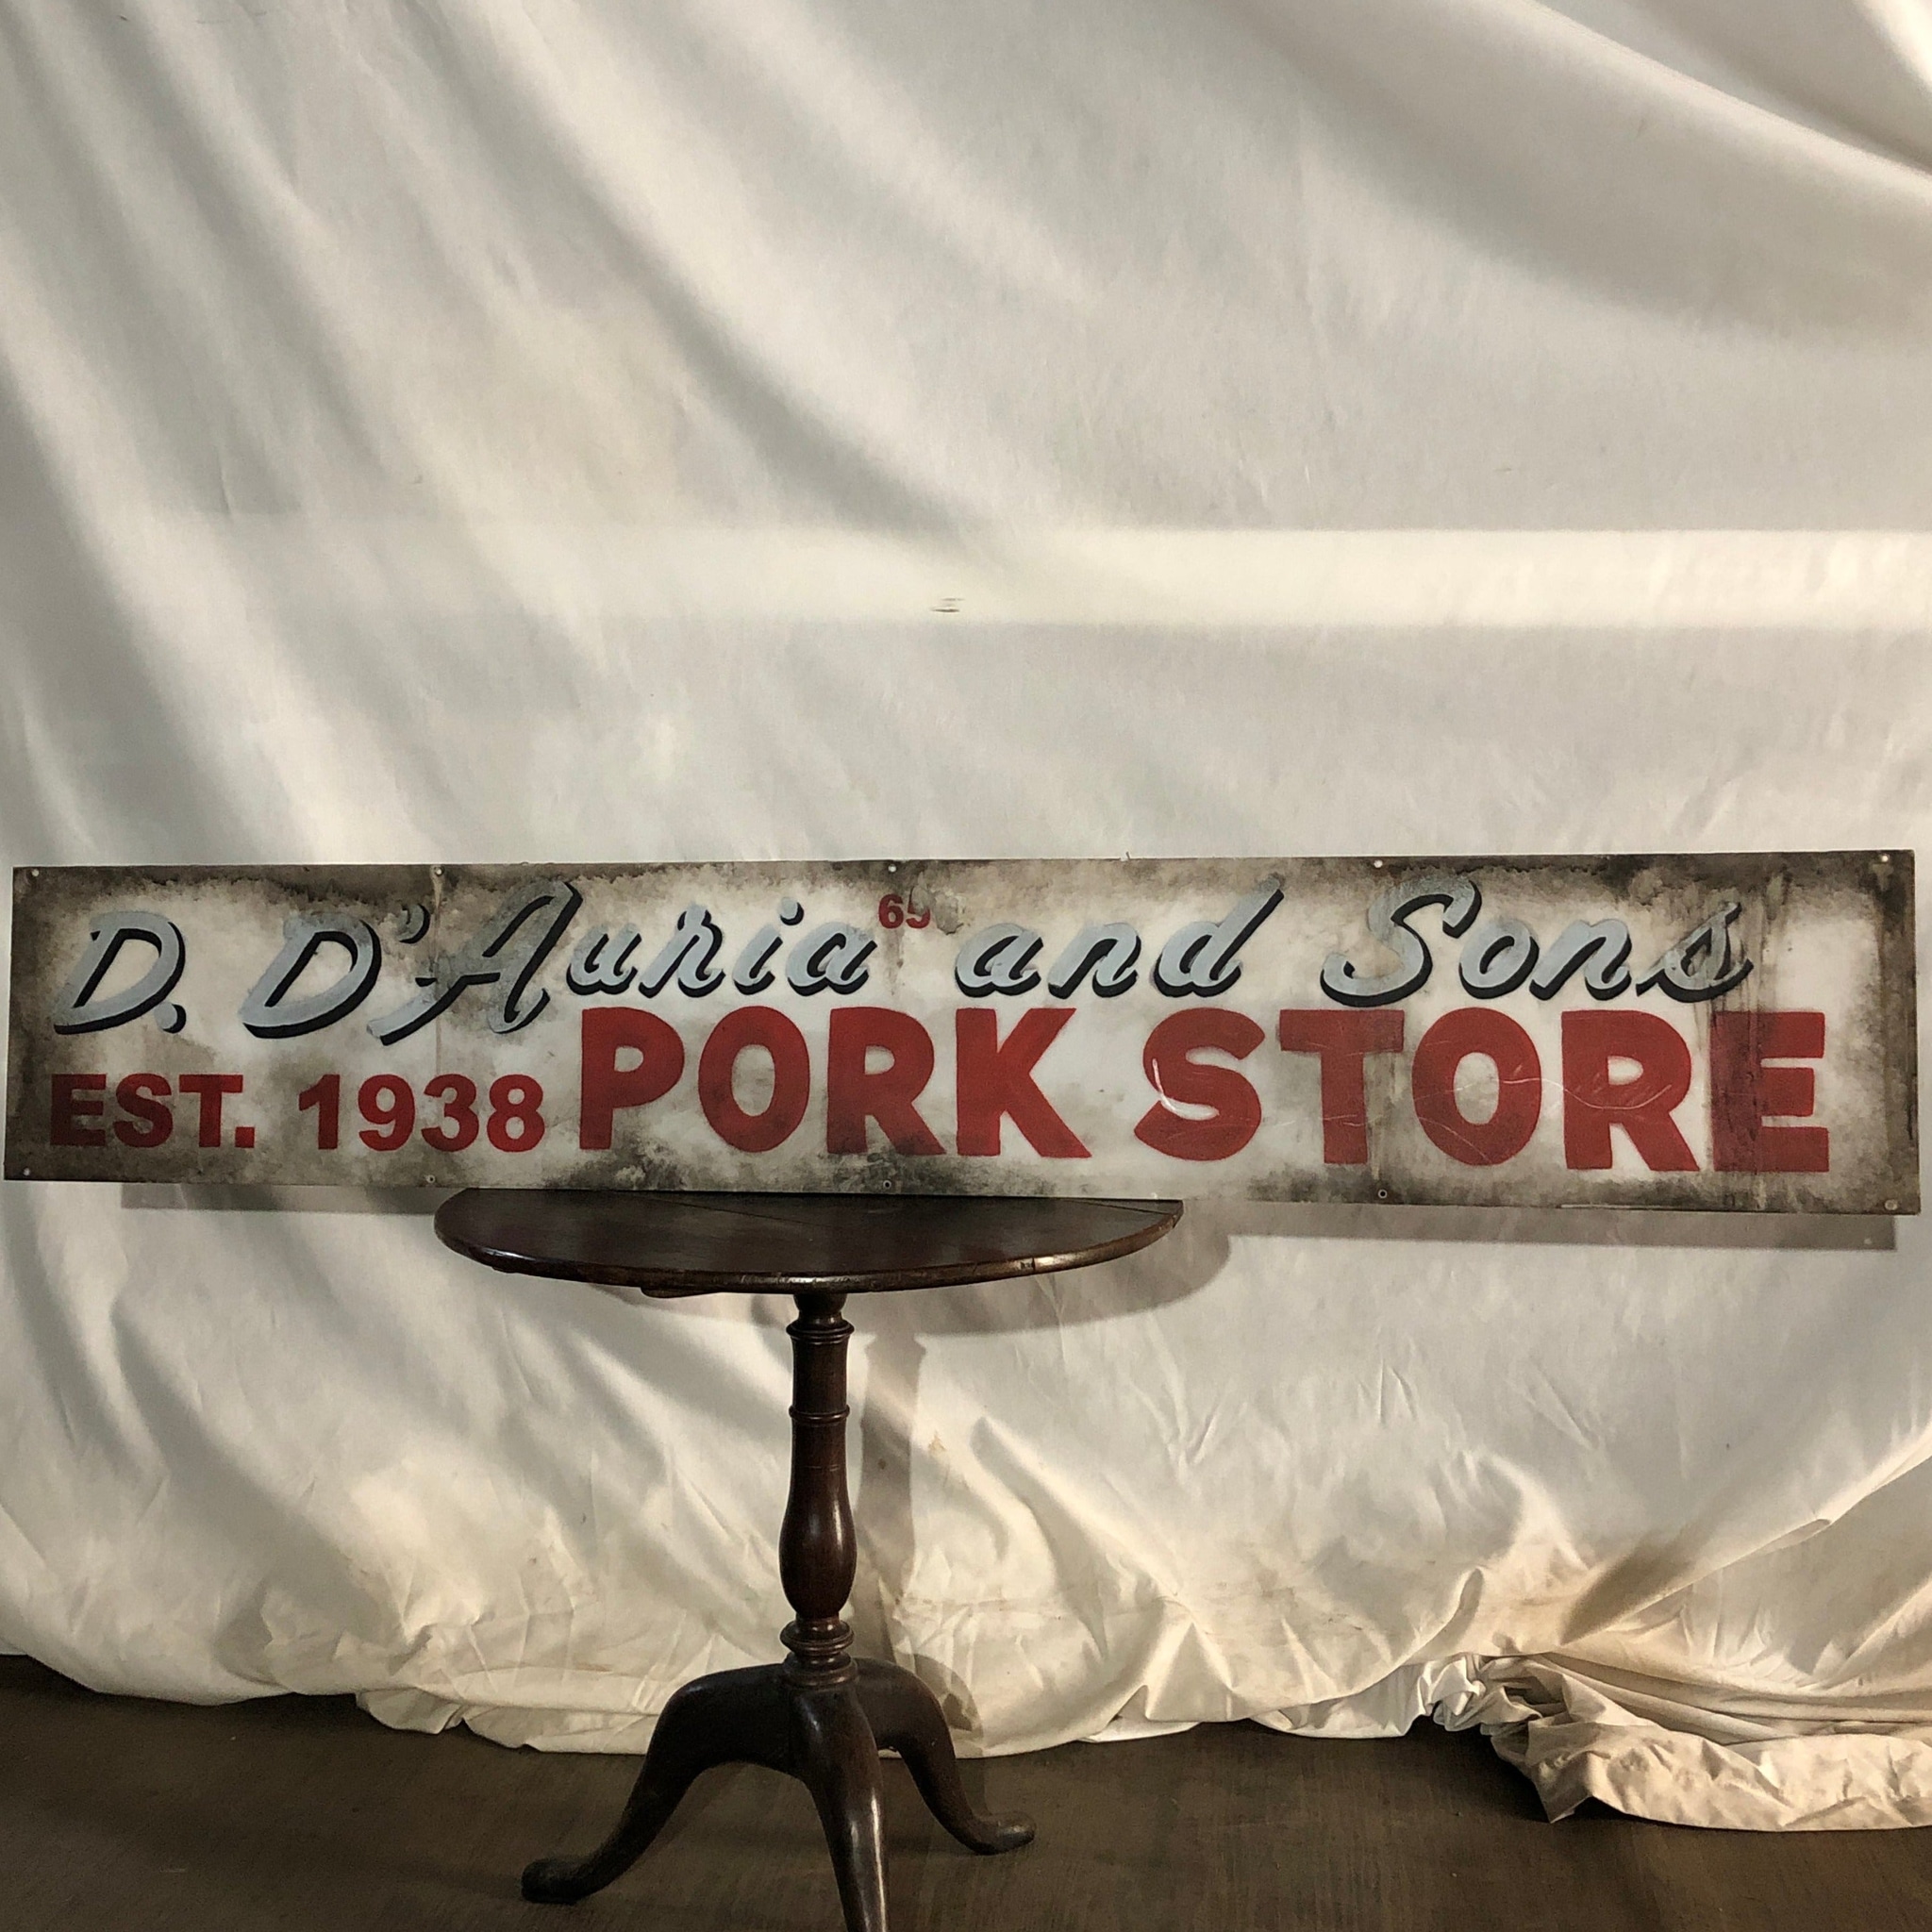 D. D'Auria and Sons
EST. 1938 PORK STORE